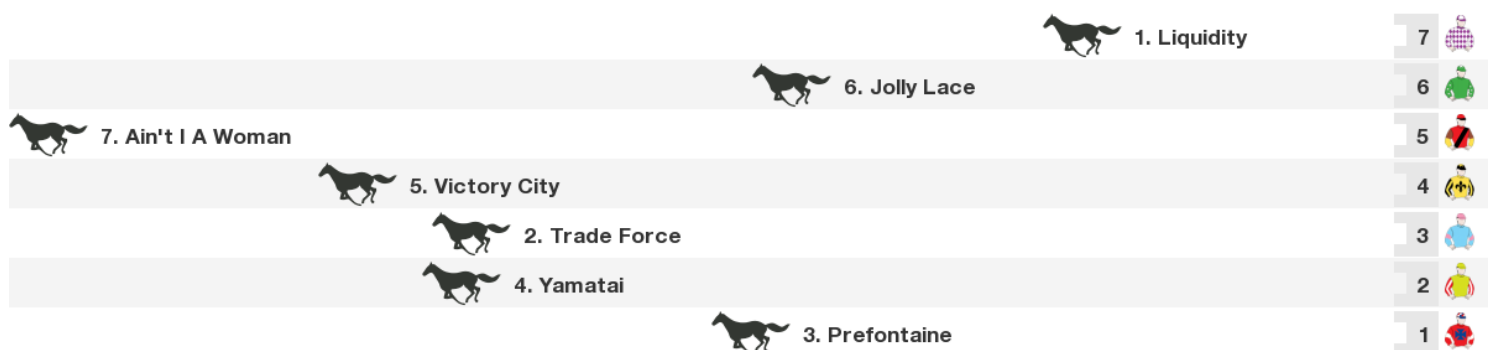 1. Liquidity 7
6. Jolly Lace 6
7. Ain't I A Woman 5
5. Victory City 4
2. Trade Force 3
4. Yamatai 2
3. Prefontaine 1